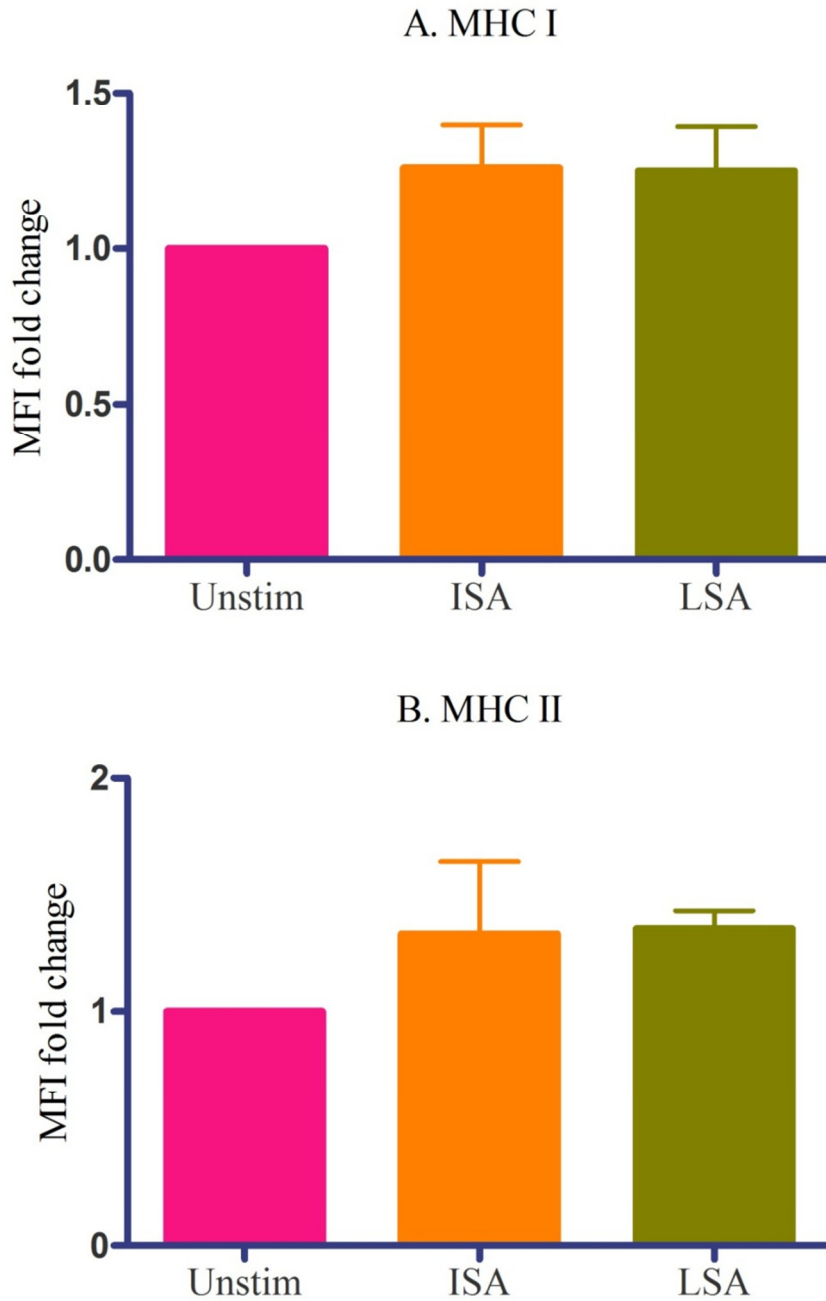 A. MHC I
MFI fold change
1.5
1.0
0.5
0.0
Unstim ISA LSA
B. MHC II
MFI fold change
2
1
0
Unstim ISA LSA